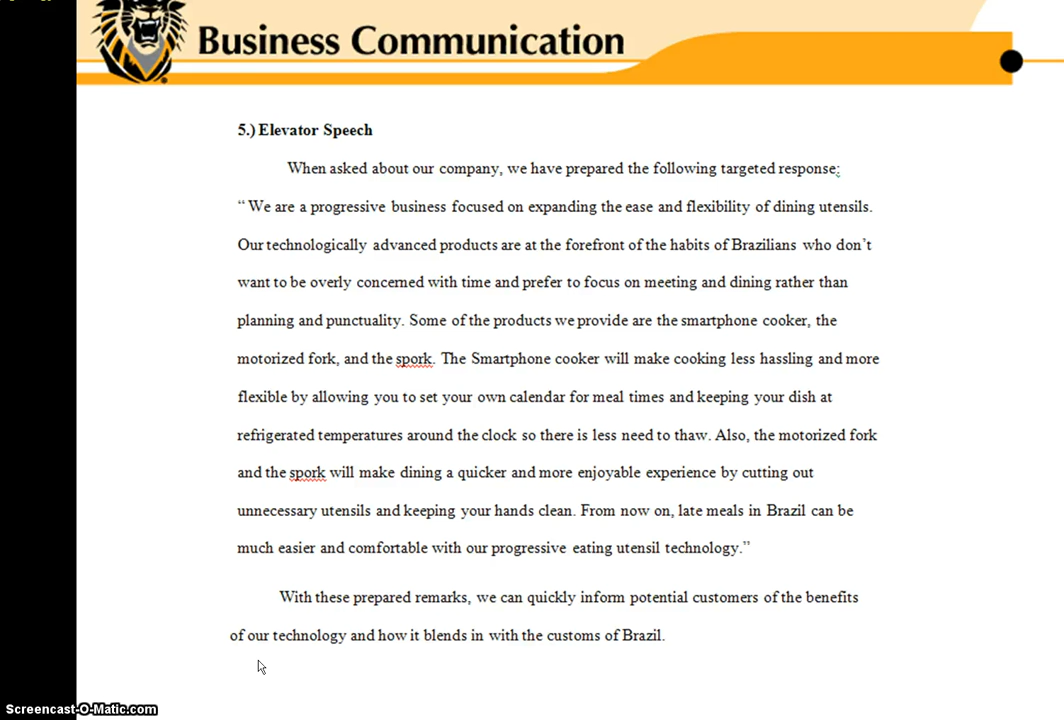 Business Communication
5.) Elevator Speech
When asked about our company, we have prepared the following targeted response;
“ We are a progressive business focused on expanding the ease and flexibility of dining utensils.
Our technologically advanced products are at the forefront of the habits of Brazilians who don’t
want to be overly concerned with time and prefer to focus on meeting and dining rather than
planning and punctuality. Some of the products we provide are the smartphone cooker, the
motorized fork, and the spork. The Smartphone cooker will make cooking less hassling and more
flexible by allowing you to set your own calendar for meal times and keeping your dish at
refrigerated temperatures around the clock so there is less need to thaw. Also, the motorized fork
and the spork will make dining a quicker and more enjoyable experience by cutting out
unnecessary utensils and keeping your hands clean. From now on, late meals in Brazil can be
much easier and comfortable with our progressive eating utensil technology.”
With these prepared remarks, we can quickly inform potential customers of the benefits
of our technology and how it blends in with the customs of Brazil.
Screencast-O-Matic.com